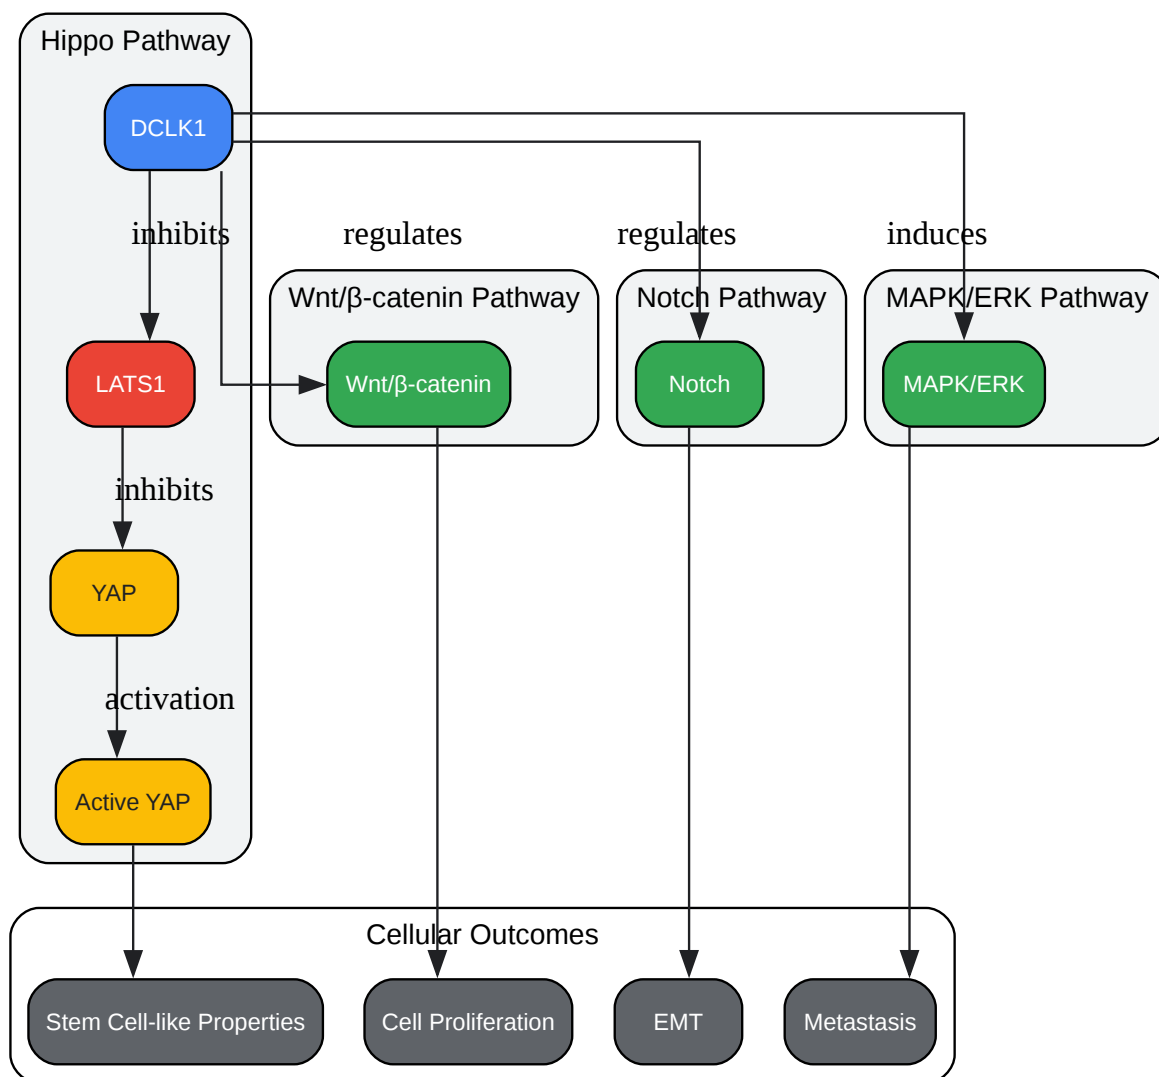 Hippo Pathway
DCLK1
inhibits
regulates
regulates
induces
Wnt/β-catenin Pathway
Notch Pathway
MAPK/ERK Pathway
LATS1
Wnt/β-catenin
Notch
MAPK/ERK
inhibits
YAP
activation
Active YAP
Cellular Outcomes
Stem Cell-like Properties
Cell Proliferation
EMT
Metastasis